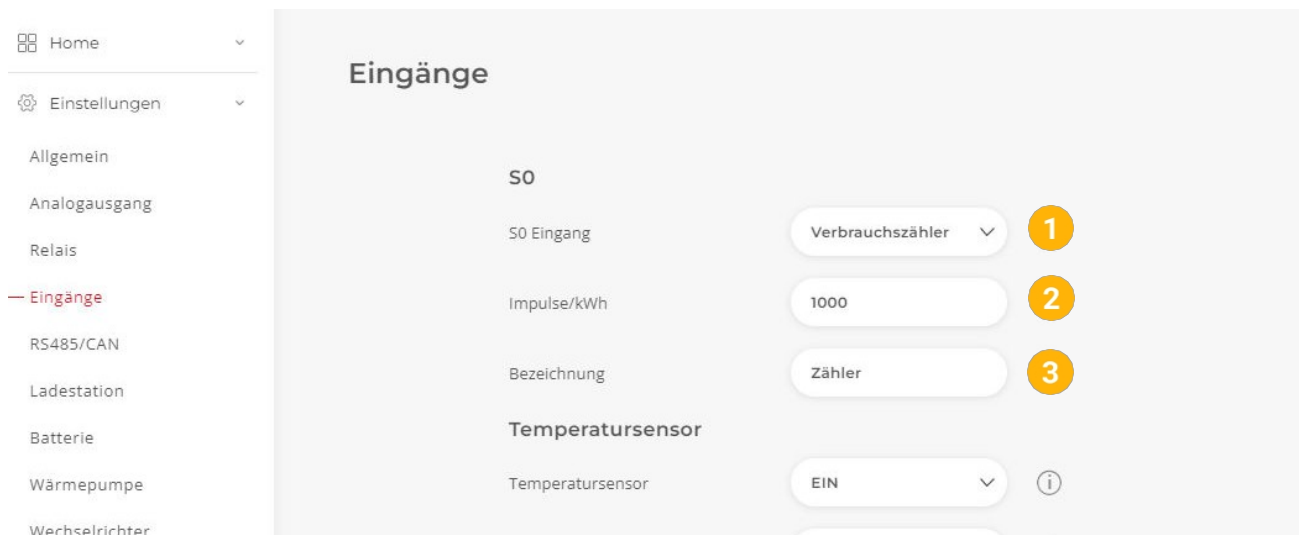 Home
Einstellungen
Allgemein
Analogausgang
Relais
Eingänge
RS485/CAN
Ladestation
Batterie
Wärmepumpe
Wechselrichter
Eingänge
S0
S0 Eingang Verbrauchszähler 1
Impulse/kWh 1000 2
Bezeichnung Zähler 3
Temperatursensor
Temperatursensor EIN i